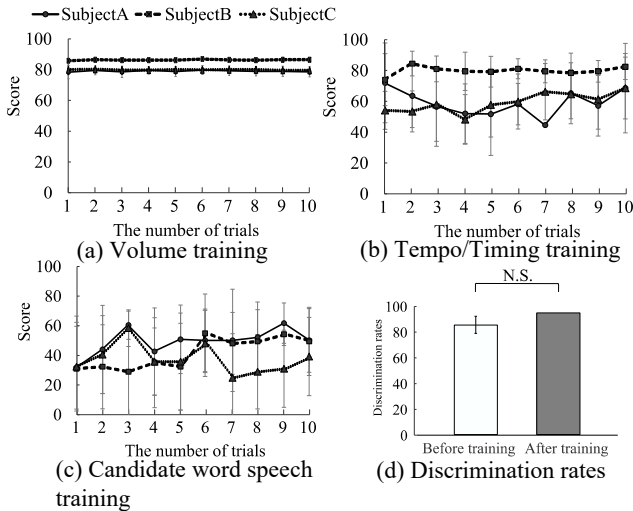 SubjectA SubjectB SubjectC
100
80
60
40
20
0
Score
1 2 3 4 5 6 7 8 9 10
The number of trials
(a) Volume training
100
80
60
40
20
0
Score
1 2 3 4 5 6 7 8 9 10
The number of trials
(b) Tempo/Timing training
100
80
60
40
20
0
Score
1 2 3 4 5 6 7 8 9 10
The number of trials
(c) Candidate word speech
training
N.S.
100
80
60
40
20
0
Discrimination rates
Before training After training
(d) Discrimination rates